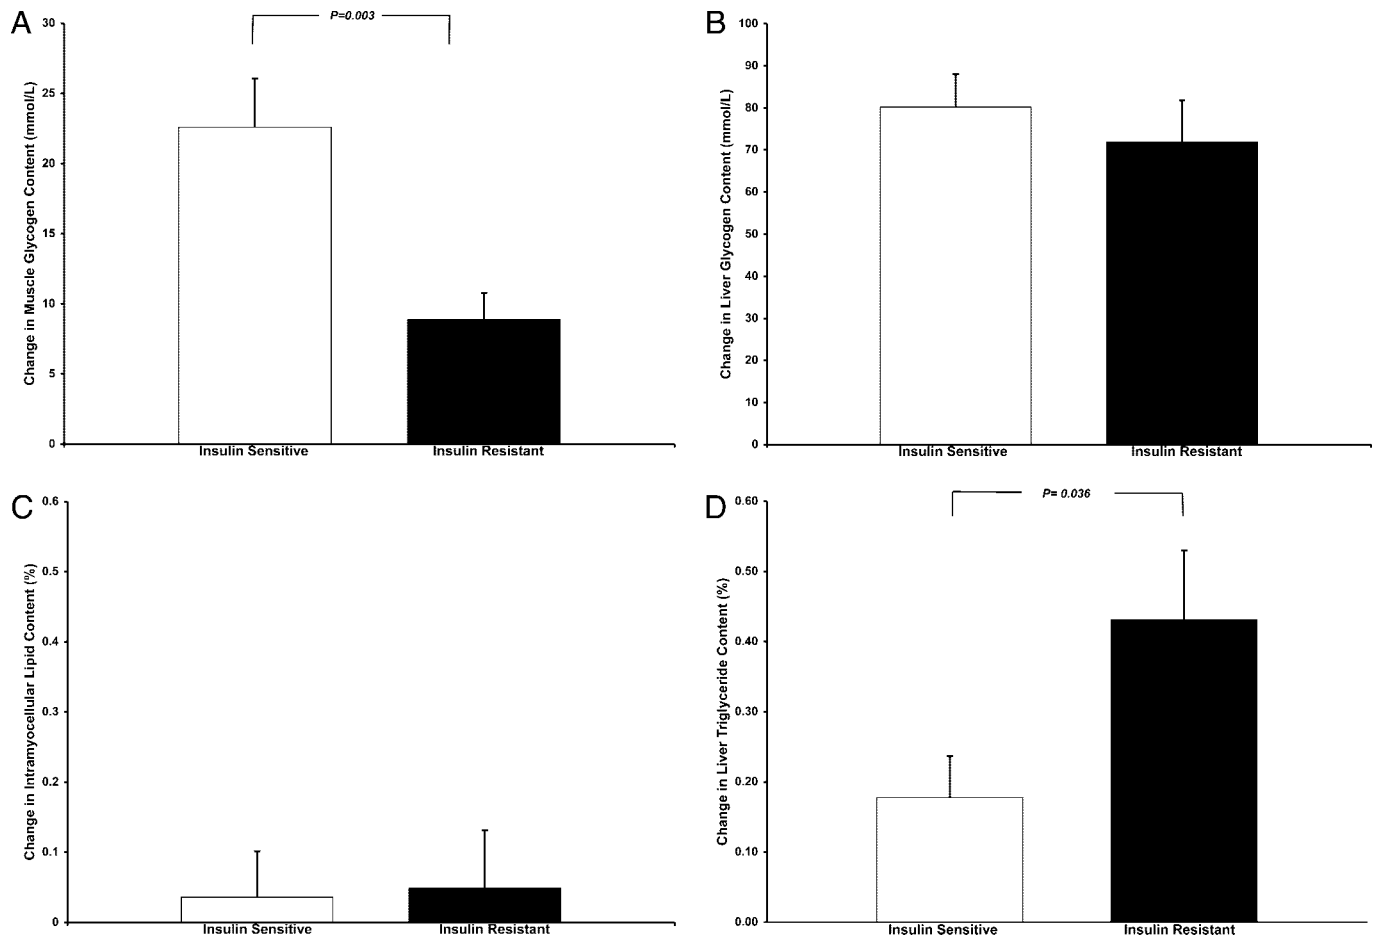 A
P=0.003
Change in Muscle Glycogen Content (mmol/L)
30
25
20
15
10
5
0
Insulin Sensitive
Insulin Resistant
B
Change in Liver Glycogen Content (mmol/L)
100
90
80
70
60
50
40
30
20
10
0
Insulin Sensitive
Insulin Resistant
C
Change in Intramyocellular Lipid Content (%)
0.6
0.5
0.4
0.3
0.2
0.1
0
Insulin Sensitive
Insulin Resistant
D
P= 0.036
Change in Liver Triglyceride Content (%)
0.60
0.50
0.40
0.30
0.20
0.10
0.00
Insulin Sensitive
Insulin Resistant